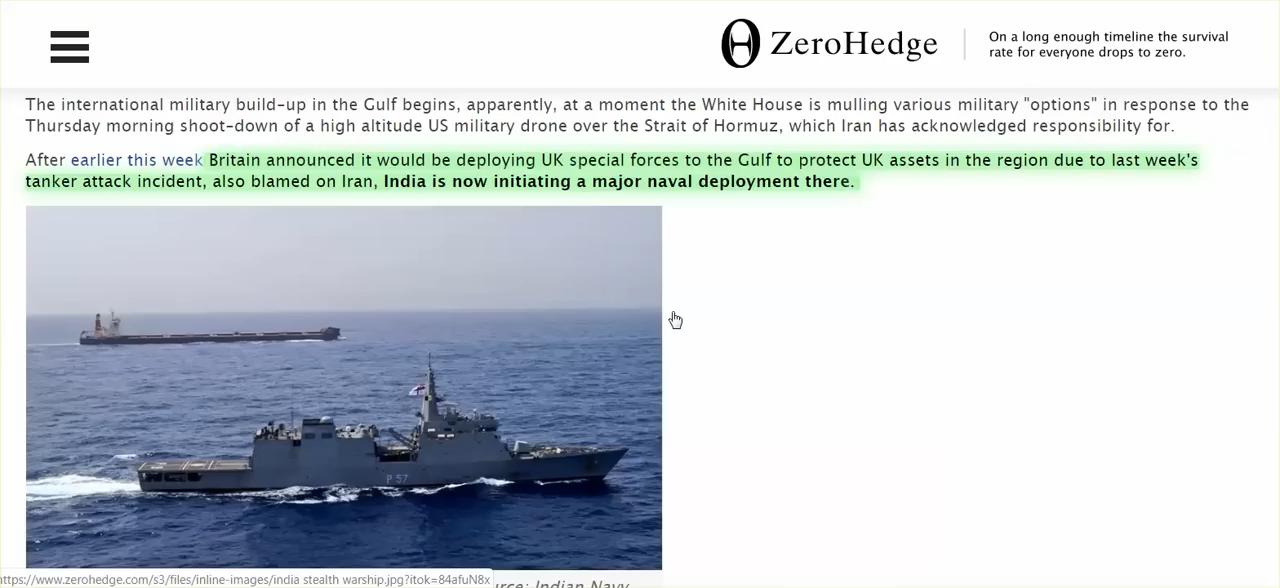 ZeroHedge
On a long enough timeline the survival
rate for everyone drops to zero.
The international military build-up in the Gulf begins, apparently, at a moment the White House is mulling various military "options" in response to the
Thursday morning shoot-down of a high altitude US military drone over the Strait of Hormuz, which Iran has acknowledged responsibility for.
After earlier this week Britain announced it would be deploying UK special forces to the Gulf to protect UK assets in the region due to last week's
tanker attack incident, also blamed on Iran, India is now initiating a major naval deployment there.
P 57
https://www.zerohedge.com/s3/files/inline-images/india stealth warship.jpg?itok=84afuN8x
Indian Navy